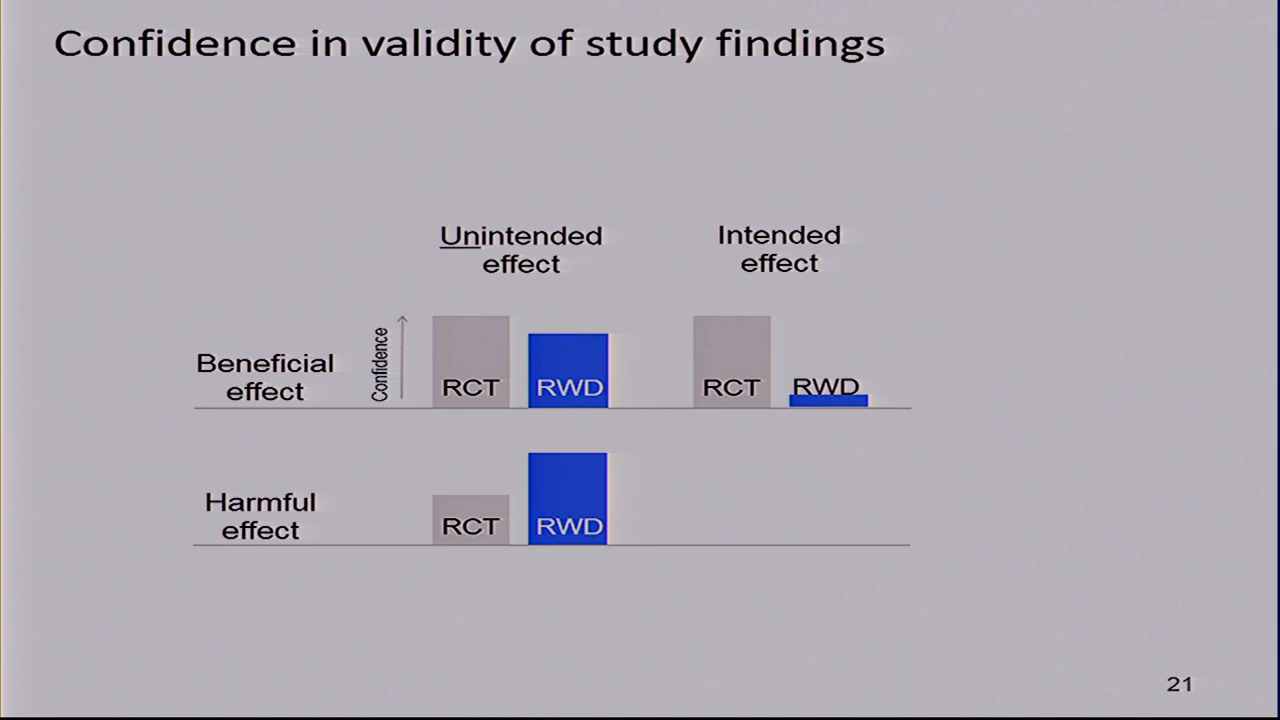 Confidence in validity of study findings
Unintended
effect
Intended
effect
Beneficial
effect
Confidence
RCT
RWD
RCT
RWD
Harmful
effect
RCT
RWD
21